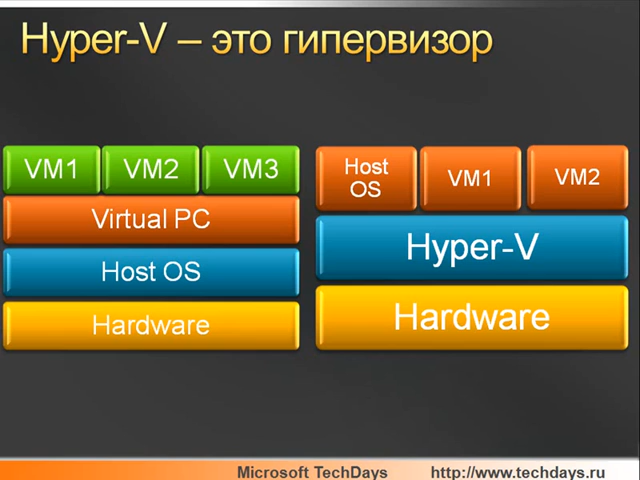 Hyper-V – это гипервизор
VM1 VM2 VM3
Virtual PC
Host OS
Hardware
Host
OS
VM1
VM2
Hyper-V
Hardware
Microsoft TechDays http://www.techdays.ru